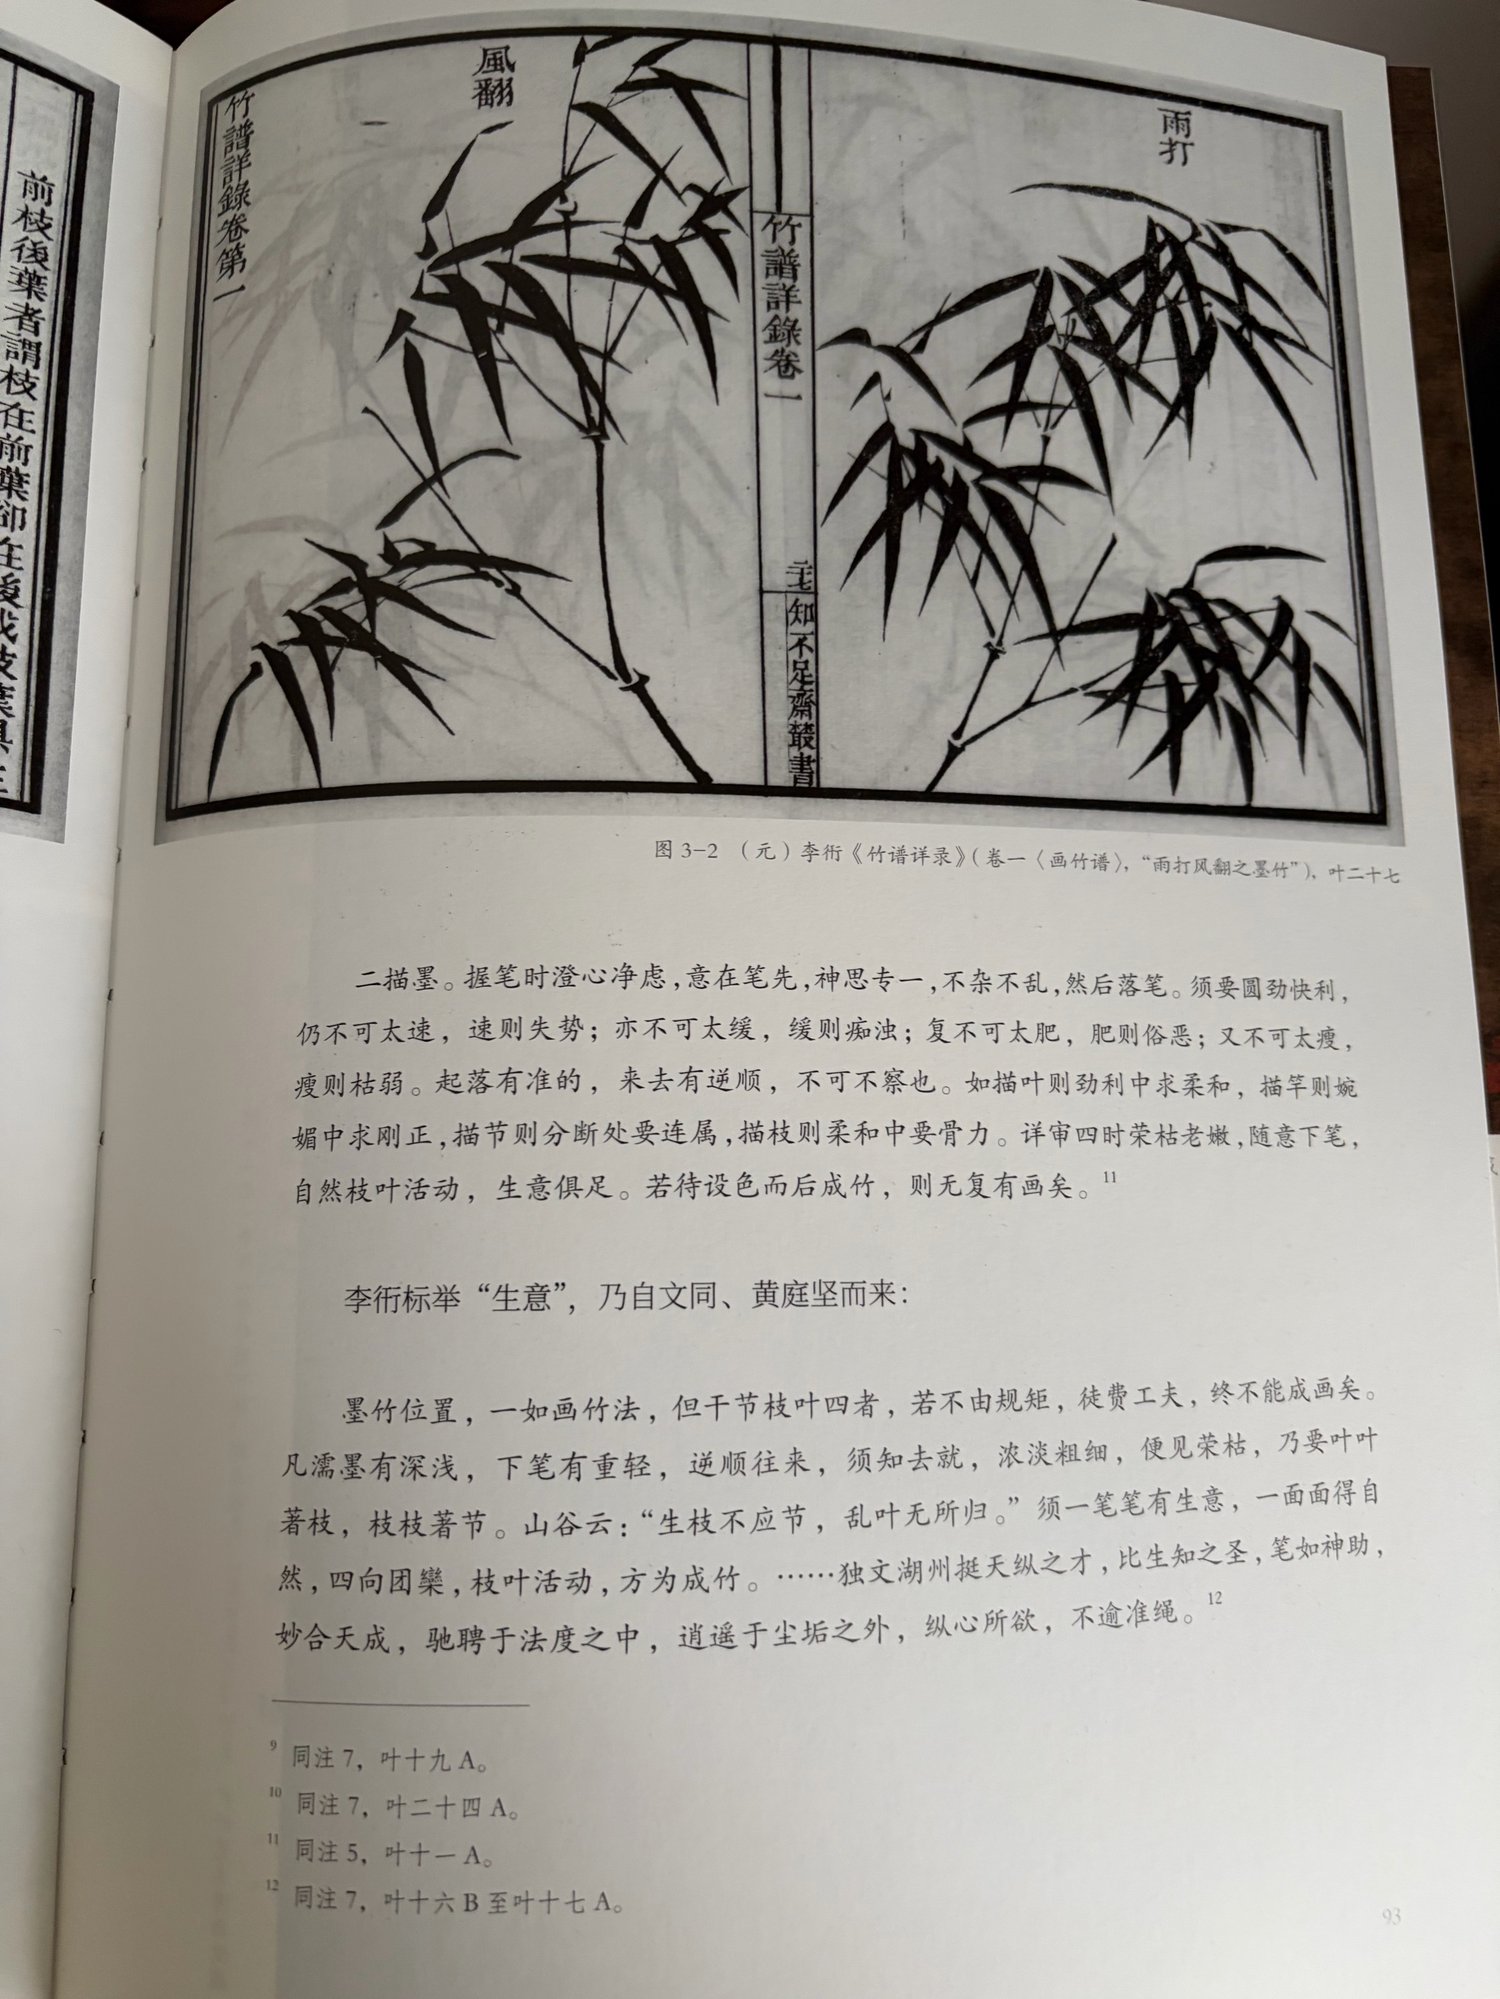 前枝後葉者謂枝在前葉卻在後或枝葉俱在
雨打
竹譜詳錄卷一
二十七
知不足齋叢書
風翻
竹譜詳錄卷第一
图 3-2 （元）李衎《竹谱详录》（卷一〈画竹谱〉，“雨打风翻之墨竹”），叶二十七
二描墨。握笔时澄心净虑，意在笔先，神思专一，不杂不乱，然后落笔。须要圆劲快利，
仍不可太速，速则失势；亦不可太缓，缓则痴浊；复不可太肥，肥则俗恶；又不可太瘦，
瘦则枯弱。起落有准的，来去有逆顺，不可不察也。如描叶则劲利中求柔和，描竿则婉
媚中求刚正，描节则分断处要连属，描枝则柔和中要骨力。详审四时荣枯老嫩，随意下笔，
自然枝叶活动，生意俱足。若待设色而后成竹，则无复有画矣。11
李衎标举“生意”，乃自文同、黄庭坚而来：
墨竹位置，一如画竹法，但干节枝叶四者，若不由规矩，徒费工夫，终不能成画矣。
凡濡墨有深浅，下笔有重轻，逆顺往来，须知去就，浓淡粗细，便见荣枯，乃要叶叶
著枝，枝枝著节。山谷云：“生枝不应节，乱叶无所归。”须一笔笔有生意，一面面得自
然，四向团欒，枝叶活动，方为成竹。……独文湖州挺天纵之才，比生知之圣，笔如神助，
妙合天成，驰聘于法度之中，逍遥于尘垢之外，纵心所欲，不逾准绳。12
9 同注 7，叶十九 A。
10 同注 7，叶二十四 A。
11 同注 5，叶十一 A。
12 同注 7，叶十六 B 至叶十七 A。
93